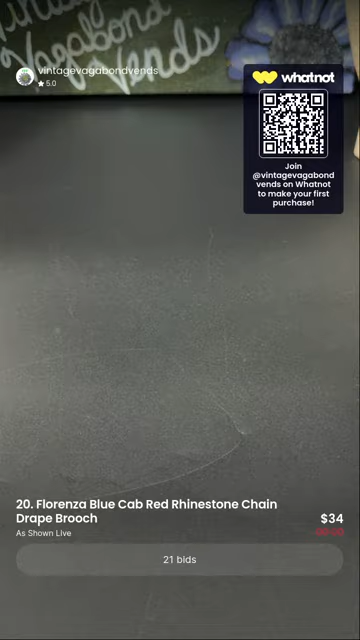 Vintage
Vagabond
Vends
vintagevagabondvends
5.0
whatnot
Join
@vintagevagabond
vends on Whatnot
to make your first
purchase!
20. Florenza Blue Cab Red Rhinestone Chain
Drape Brooch
$34
As Shown Live
21 bids